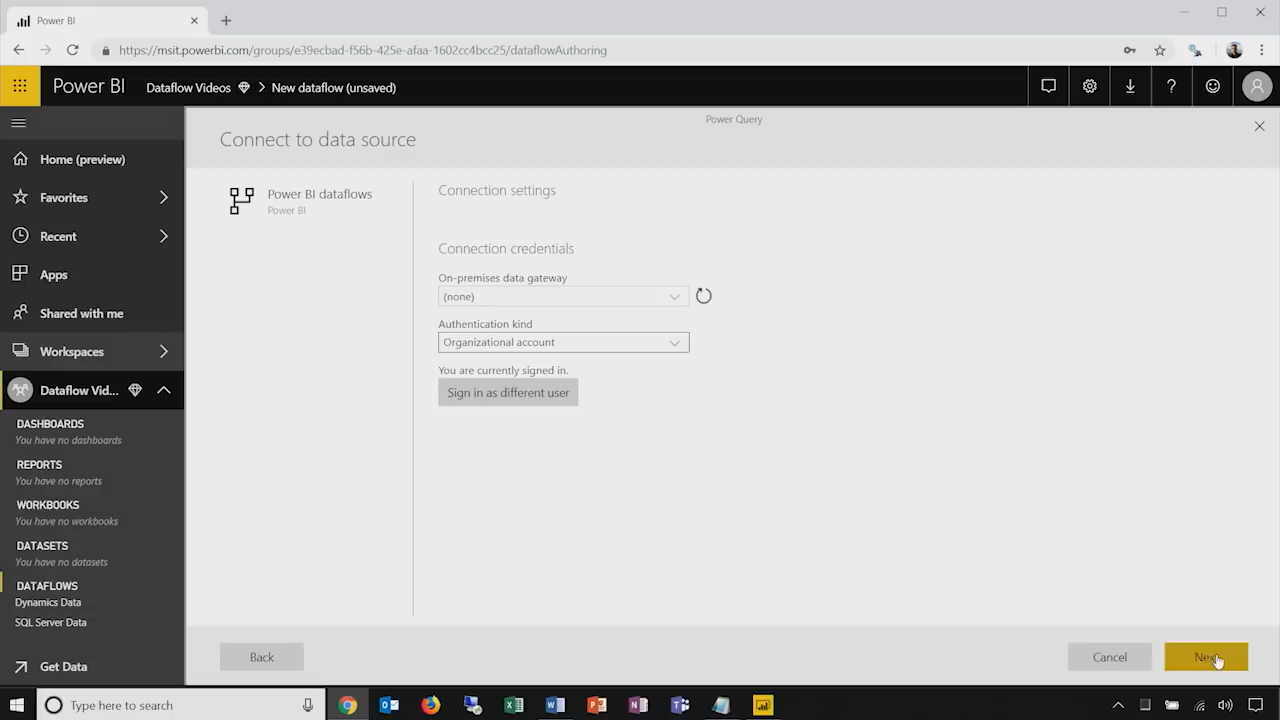 Power BI
https://msit.powerbi.com/groups/e39ecbad-f56b-425e-afaa-1602cc4bcc25/dataflowAuthoring
Power BI
Dataflow Videos > New dataflow (unsaved)
?
Power Query
Connect to data source
Home (preview)
Favorites
Recent
Apps
Shared with me
Workspaces
Dataflow Vid...
DASHBOARDS
You have no dashboards
REPORTS
You have no reports
WORKBOOKS
You have no workbooks
DATASETS
You have no datasets
DATAFLOWS
Dynamics Data
SQL Server Data
Get Data
Power BI dataflows
Power BI
Connection settings
Connection credentials
On-premises data gateway
(none)
Authentication kind
Organizational account
You are currently signed in.
Sign in as different user
Back
Cancel
Next
Type here to search